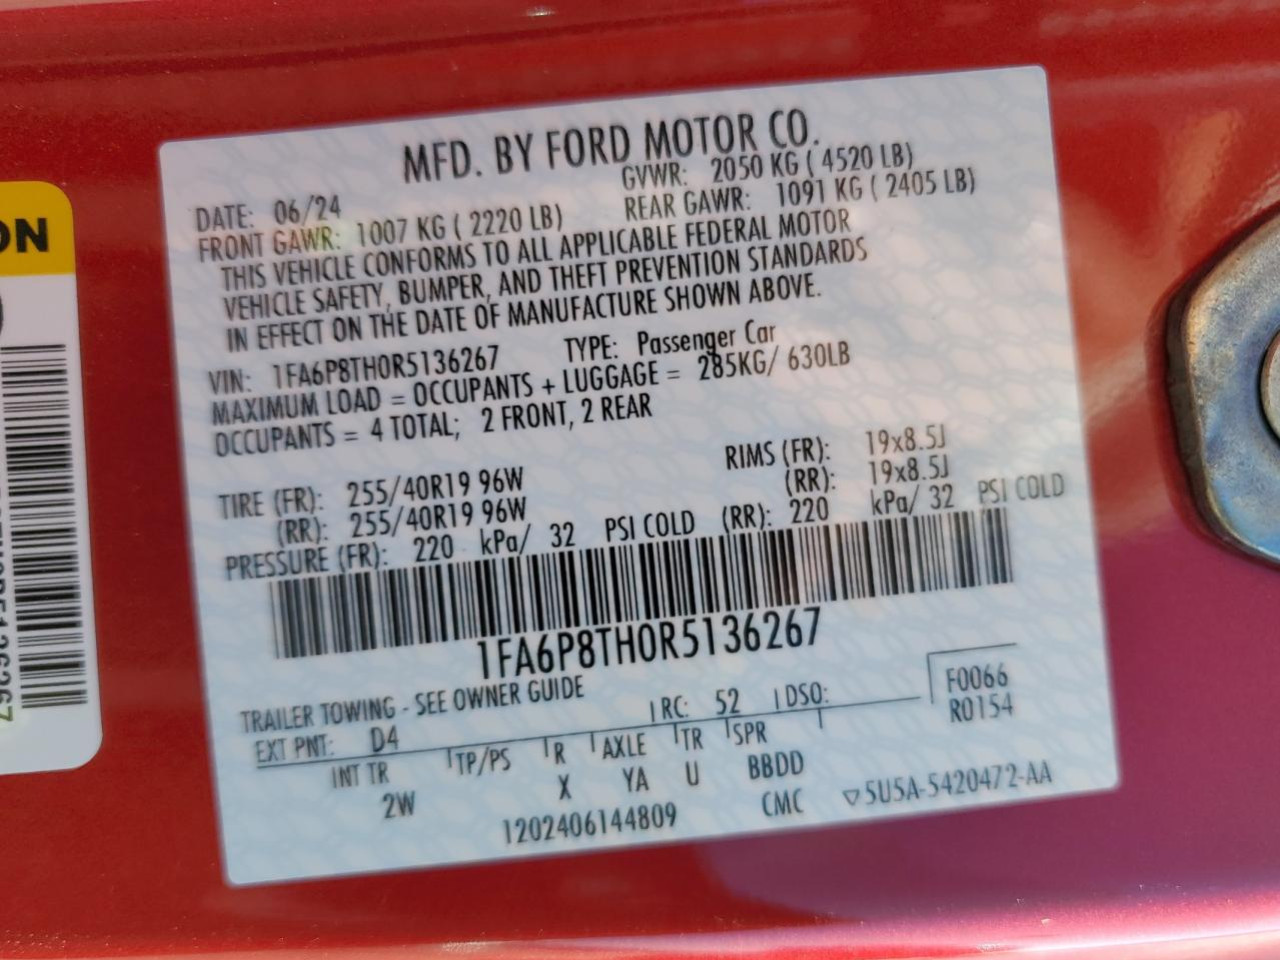 MFD. BY FORD MOTOR CO.
DATE: 06/24 GVWR: 2050 KG ( 4520 LB)
FRONT GAWR: 1007 KG ( 2220 LB) REAR GAWR: 1091 KG ( 2405 LB)
THIS VEHICLE CONFORMS TO ALL APPLICABLE FEDERAL MOTOR
VEHICLE SAFETY, BUMPER, AND THEFT PREVENTION STANDARDS
IN EFFECT ON THE DATE OF MANUFACTURE SHOWN ABOVE.
VIN: 1FA6P8TH0R5136267 TYPE: Passenger Car
MAXIMUM LOAD = OCCUPANTS + LUGGAGE = 285KG/ 630LB
OCCUPANTS = 4 TOTAL; 2 FRONT, 2 REAR
TIRE (FR): 255/40R19 96W RIMS (FR): 19x8.5J
(RR): 255/40R19 96W (RR): 19x8.5J
PRESSURE (FR): 220 kPa/ 32 PSI COLD (RR): 220 kPa/ 32 PSI COLD
1FA6P8TH0R5136267
TRAILER TOWING - SEE OWNER GUIDE
F0066
EXT PNT: D4 RC: 52 DSO: R0154
INT TR TP/PS R AXLE TR SPR
2W X YA U BBDD
1202406144809 CMC ▽5U5A-5420472-AA
ON